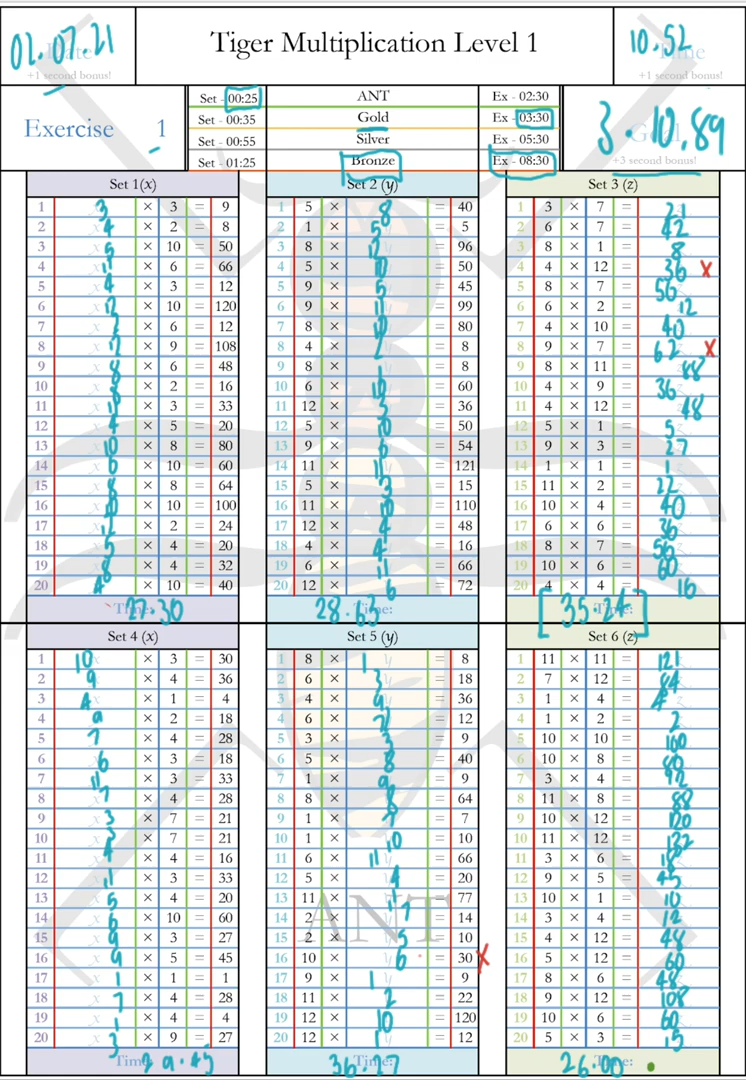 02.07.21
Date
+1 second bonus!
Tiger Multiplication Level 1
10.52
Time
+1 second bonus!
Exercise 1
Set - 00:25 ANT Ex - 02:30
Set - 00:35 Gold Ex - 03:30
Set - 00:55 Silver Ex - 05:30
Set - 01:25 Bronze Ex - 08:30
3.10.89
+3 second bonus!
Set 1(x)
1 3 × 3 = 9
2 4 × 2 = 8
3 5 × 10 = 50
4 11 × 6 = 66
5 4 × 3 = 12
6 12 × 10 = 120
7 2 × 6 = 12
8 12 × 9 = 108
9 8 × 6 = 48
10 8 × 2 = 16
11 11 × 3 = 33
12 4 × 5 = 20
13 10 × 8 = 80
14 6 × 10 = 60
15 8 × 8 = 64
16 10 × 10 = 100
17 12 × 2 = 24
18 5 × 4 = 20
19 8 × 4 = 32
20 4 × 10 = 40
Time: 27.30
Set 2 (y)
1 5 × 8 = 40
2 1 × 5 = 5
3 8 × 12 = 96
4 5 × 10 = 50
5 9 × 5 = 45
6 9 × 11 = 99
7 8 × 10 = 80
8 4 × 2 = 8
9 8 × 1 = 8
10 6 × 10 = 60
11 12 × 3 = 36
12 5 × 10 = 50
13 9 × 6 = 54
14 11 × 11 = 121
15 5 × 3 = 15
16 11 × 10 = 110
17 12 × 4 = 48
18 4 × 4 = 16
19 6 × 11 = 66
20 12 × 6 = 72
Time: 28.63
Set 3 (z)
1 3 × 7 = 21
2 6 × 7 = 42
3 8 × 1 = 8
4 4 × 12 = 36 x
5 8 × 7 = 56
6 6 × 2 = 12
7 4 × 10 = 40
8 9 × 7 = 62 x
9 8 × 11 = 88
10 4 × 9 = 36
11 4 × 12 = 48
12 5 × 1 = 5
13 9 × 3 = 27
14 1 × 1 = 1
15 11 × 2 = 22
16 10 × 4 = 40
17 6 × 6 = 36
18 8 × 7 = 56
19 10 × 6 = 60
20 4 × 4 = 16
Time: [35.24]
Set 4 (x)
1 10 × 3 = 30
2 9 × 4 = 36
3 4 × 1 = 4
4 9 × 2 = 18
5 7 × 4 = 28
6 6 × 3 = 18
7 11 × 3 = 33
8 7 × 4 = 28
9 3 × 7 = 21
10 3 × 7 = 21
11 4 × 4 = 16
12 11 × 3 = 33
13 5 × 4 = 20
14 6 × 10 = 60
15 9 × 3 = 27
16 9 × 5 = 45
17 1 × 1 = 1
18 7 × 4 = 28
19 1 × 4 = 4
20 3 × 9 = 27
Time: 29.45
Set 5 (y)
1 8 × 1 = 8
2 6 × 3 = 18
3 4 × 9 = 36
4 6 × 2 = 12
5 3 × 3 = 9
6 5 × 8 = 40
7 1 × 9 = 9
8 8 × 8 = 64
9 1 × 7 = 7
10 1 × 10 = 10
11 6 × 11 = 66
12 5 × 4 = 20
13 11 × = 77
14 2 × 7 = 14
15 2 × 5 = 10
16 10 × 6 = 30 x
17 9 × 1 = 9
18 11 × 2 = 22
19 12 × 10 = 120
20 12 × 1 = 12
Time: 36.27
ANT
Set 6 (z)
1 11 × 11 = 121
2 7 × 12 = 84
3 1 × 4 = 4
4 1 × 2 = 2
5 10 × 10 = 100
6 10 × 8 = 80
7 3 × 4 =
8 11 × 8 = 88
9 10 × 12 = 120
10 11 × 12 = 132
11 3 × 6 = 18
12 9 × 5 = 45
13 10 × 1 = 10
14 3 × 4 = 12
15 4 × 12 = 48
16 5 × 12 = 60
17 8 × 6 = 48
18 9 × 12 = 108
19 10 × 6 = 60
20 5 × 3 = 15
Time: 26.00